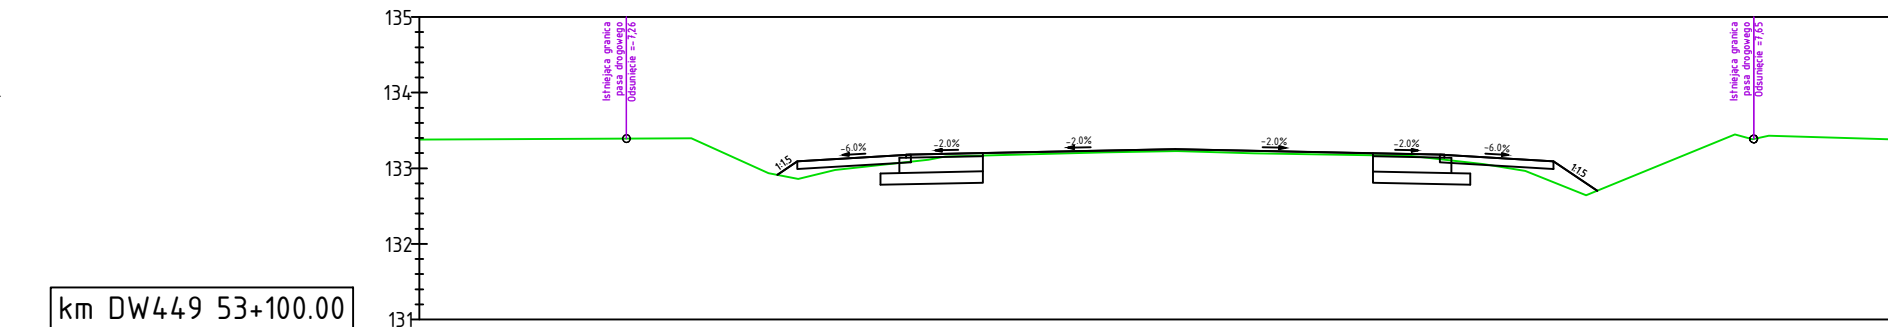 135
134
133
132
131
Istniejąca granica
pasa drogowego
Odsunięcie =-7,26
Istniejąca granica
pasa drogowego
Odsunięcie =7,65
1:1.5
-6.0%
-2.0%
-2.0%
-2.0%
-2.0%
-6.0%
1:1.5
km DW449 53+100.00